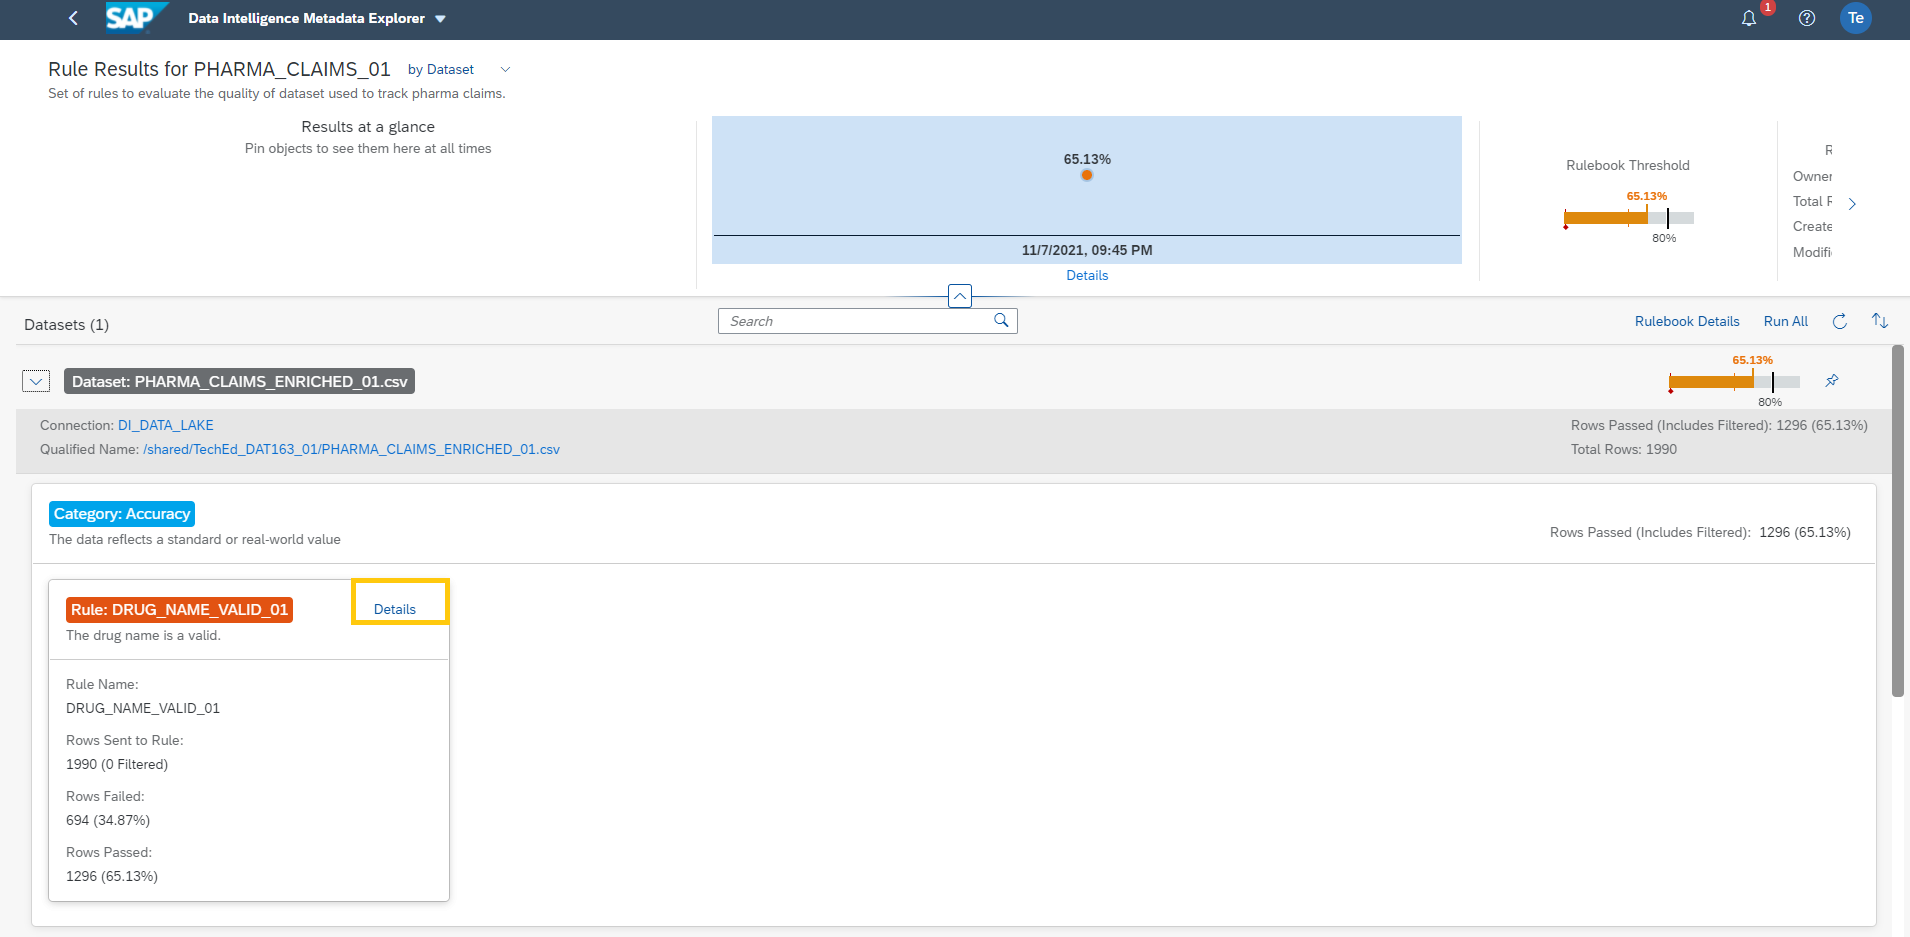 SAP Data Intelligence Metadata Explorer
1
Te
Rule Results for PHARMA_CLAIMS_01 by Dataset
Set of rules to evaluate the quality of dataset used to track pharma claims.
Results at a glance
Pin objects to see them here at all times
65.13%
11/7/2021, 09:45 PM
Details
Rulebook Threshold
65.13%
80%
R
Owner
Total R
Create
Modifi
Datasets (1)
Search
Rulebook Details Run All
Dataset: PHARMA_CLAIMS_ENRICHED_01.csv
65.13%
80%
Connection: DI_DATA_LAKE
Rows Passed (Includes Filtered): 1296 (65.13%)
Qualified Name: /shared/TechEd_DAT163_01/PHARMA_CLAIMS_ENRICHED_01.csv
Total Rows: 1990
Category: Accuracy
The data reflects a standard or real-world value
Rows Passed (Includes Filtered): 1296 (65.13%)
Rule: DRUG_NAME_VALID_01 Details
The drug name is a valid.
Rule Name:
DRUG_NAME_VALID_01
Rows Sent to Rule:
1990 (0 Filtered)
Rows Failed:
694 (34.87%)
Rows Passed:
1296 (65.13%)